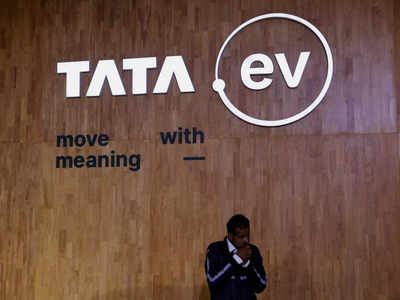 TATA ev
move with
meaning —